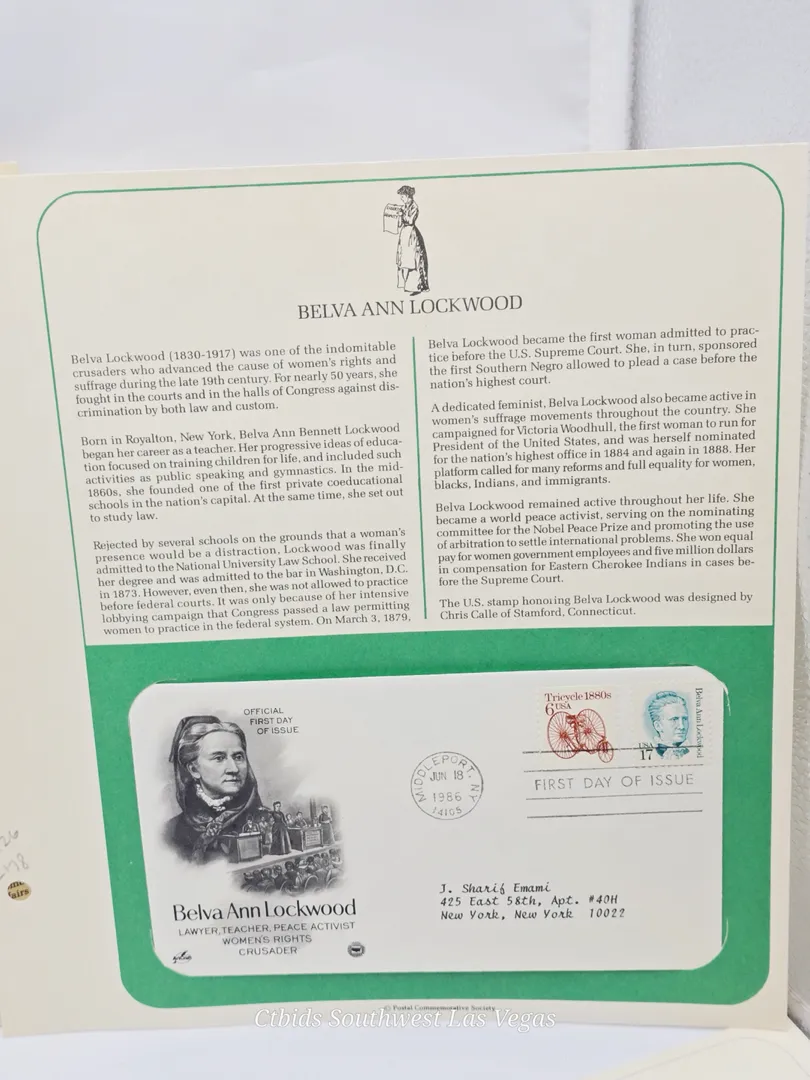 BELVA ANN LOCKWOOD
Belva Lockwood (1830-1917) was one of the indomitable
crusaders who advanced the cause of women's rights and
suffrage during the late 19th century. For nearly 50 years, she
fought in the courts and in the halls of Congress against dis-
crimination by both law and custom.
Born in Royalton, New York, Belva Ann Bennett Lockwood
began her career as a teacher. Her progressive ideas of educa-
tion focused on training children for life, and included such
activities as public speaking and gymnastics. In the mid-
1860s, she founded one of the first private coeducational
schools in the nation's capital. At the same time, she set out
to study law.
Rejected by several schools on the grounds that a woman's
presence would be a distraction, Lockwood was finally
admitted to the National University Law School. She received
her degree and was admitted to the bar in Washington, D.C.
in 1873. However, even then, she was not allowed to practice
before federal courts. It was only because of her intensive
lobbying campaign that Congress passed a law permitting
women to practice in the federal system. On March 3, 1879,
Belva Lockwood became the first woman admitted to prac-
tice before the U.S. Supreme Court. She, in turn, sponsored
the first Southern Negro allowed to plead a case before the
nation's highest court.
A dedicated feminist, Belva Lockwood also became active in
women's suffrage movements throughout the country. She
campaigned for Victoria Woodhull, the first woman to run for
President of the United States, and was herself nominated
for the nation's highest office in 1884 and again in 1888. Her
platform called for many reforms and full equality for women,
blacks, Indians, and immigrants.
Belva Lockwood remained active throughout her life. She
became a world peace activist, serving on the nominating
committee for the Nobel Peace Prize and promoting the use
of arbitration to settle international problems. She won equal
pay for women government employees and five million dollars
in compensation for Eastern Cherokee Indians in cases be-
fore the Supreme Court.
The U.S. stamp honoring Belva Lockwood was designed by
Chris Calle of Stamford, Connecticut.
OFFICIAL
FIRST DAY
OF ISSUE
Tricycle 1880s
6 USA
Belva Ann Lockwood
USA
17
MIDDLEPORT, NY
JUN 18
1986
14105
FIRST DAY OF ISSUE
J. Sharif Emami
425 East 58th, Apt. #40H
New York, New York 10022
Belva Ann Lockwood
LAWYER, TEACHER, PEACE ACTIVIST
WOMEN'S RIGHTS
CRUSADER
© Postal Commemorative Society
Ctbids Southwest Las Vegas